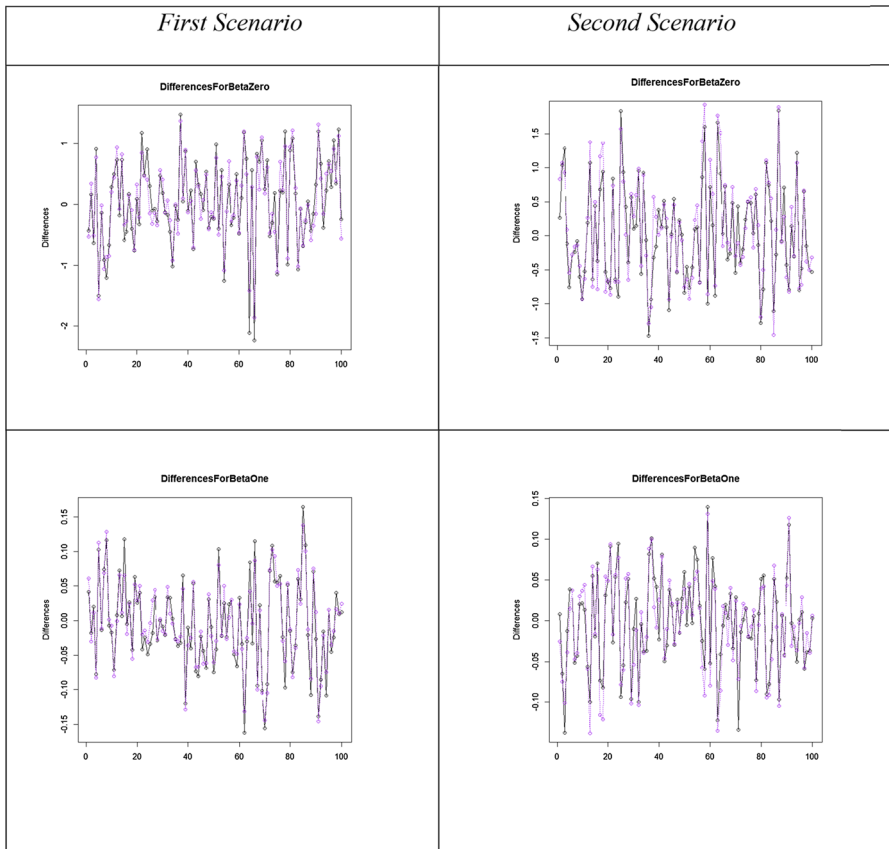 First Scenario
Second Scenario
DifferencesForBetaZero
Differences
1
0
-1
-2
0 20 40 60 80 100
DifferencesForBetaZero
Differences
1.5
1.0
0.5
0.0
-0.5
-1.0
-1.5
0 20 40 60 80 100
DifferencesForBetaOne
Differences
0.15
0.10
0.05
0.00
-0.05
-0.10
-0.15
0 20 40 60 80 100
DifferencesForBetaOne
Differences
0.15
0.10
0.05
0.00
-0.05
-0.10
0 20 40 60 80 100